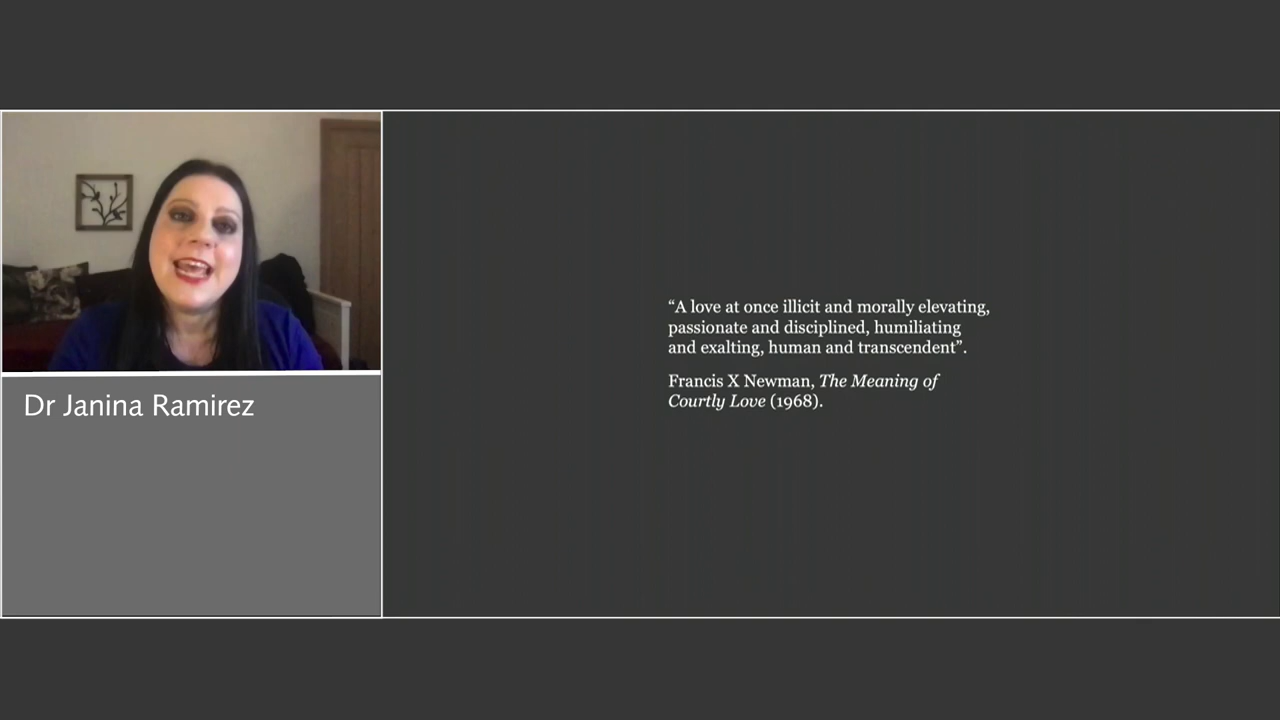 Dr Janina Ramirez
“A love at once illicit and morally elevating,
passionate and disciplined, humiliating
and exalting, human and transcendent”.
Francis X Newman, The Meaning of
Courtly Love (1968).